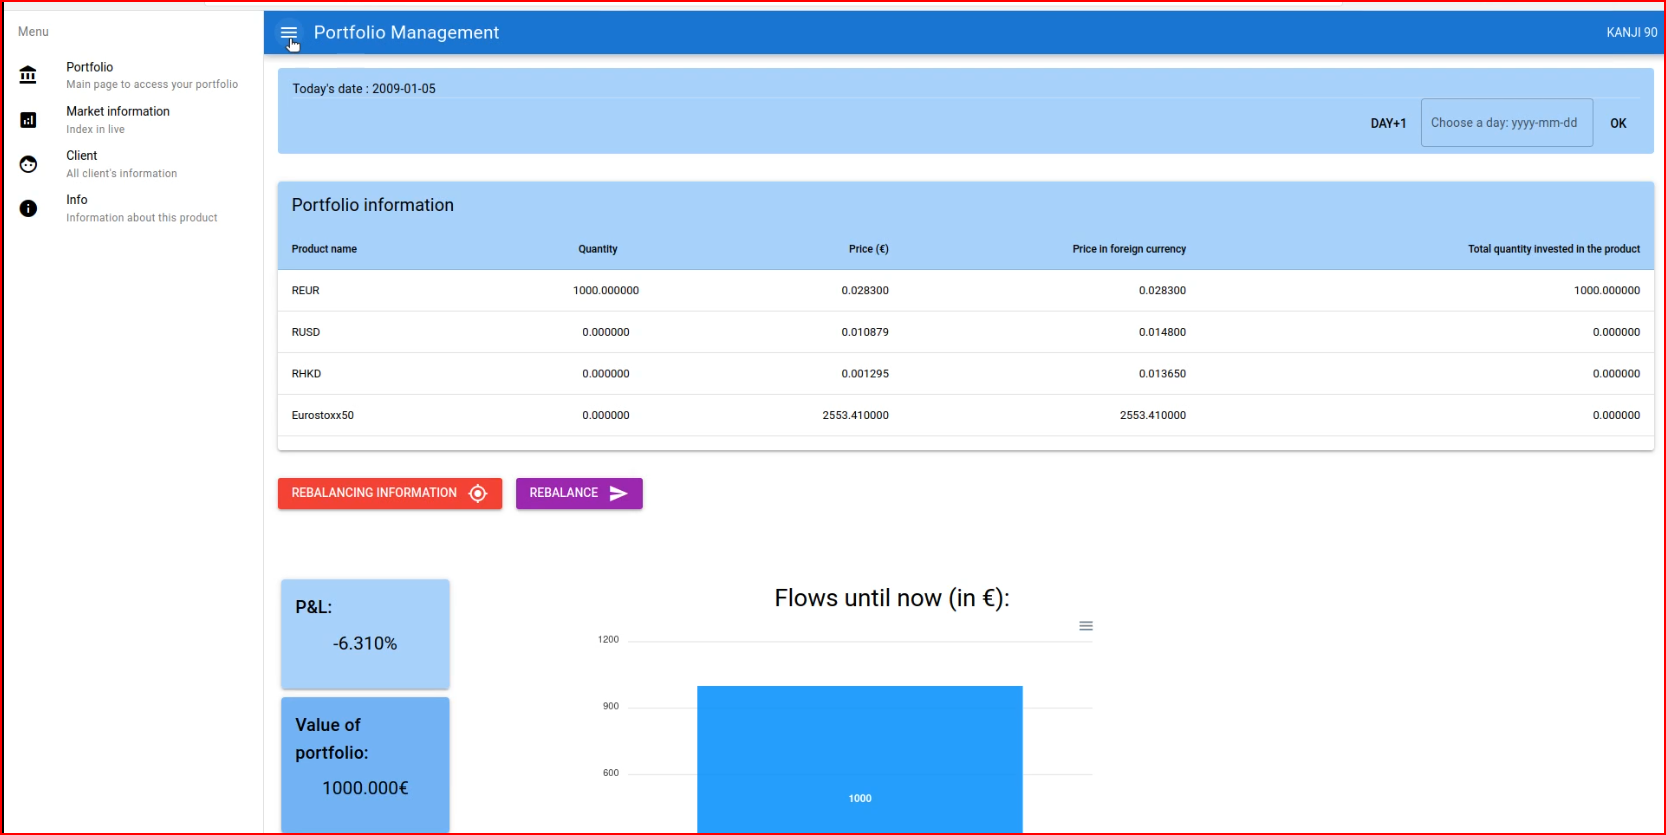 Menu
Portfolio
Main page to access your portfolio
Market information
Index in live
Client
All client's information
Info
Information about this product
Portfolio Management
KANJI 90
Today's date : 2009-01-05
DAY+1 Choose a day: yyyy-mm-dd OK
Portfolio information
Product name Quantity Price (€) Price in foreign currency Total quantity invested in the product
REUR 1000.000000 0.028300 0.028300 1000.000000
RUSD 0.000000 0.010879 0.014800 0.000000
RHKD 0.000000 0.001295 0.013650 0.000000
Eurostoxx50 0.000000 2553.410000 2553.410000 0.000000
REBALANCING INFORMATION REBALANCE
P&L:
-6.310%
Value of
portfolio:
1000.000€
Flows until now (in €):
1200
900
600
1000